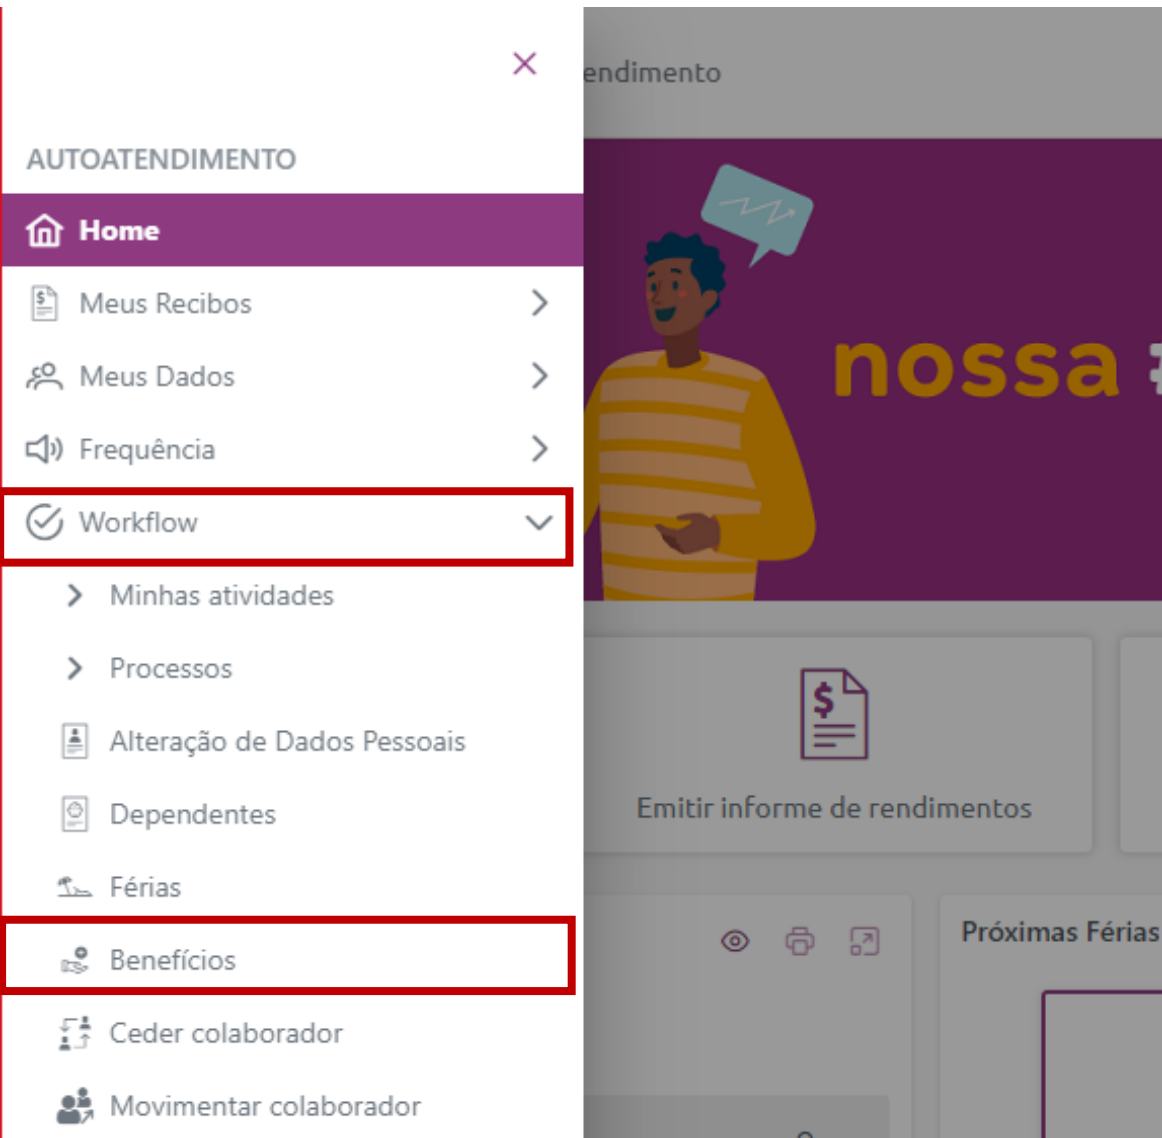 endimento
AUTOATENDIMENTO
Home
Meus Recibos
Meus Dados
Frequência
Workflow
Minhas atividades
Processos
Alteração de Dados Pessoais
Dependentes
Férias
Benefícios
Ceder colaborador
Movimentar colaborador
nossa
Emitir informe de rendimentos
Próximas Férias